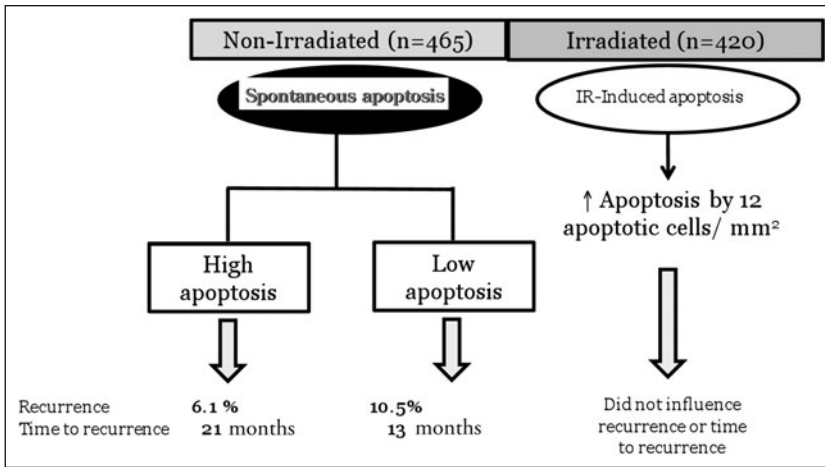 Non-Irradiated (n=465)
Irradiated (n=420)
Spontaneous apoptosis
IR-Induced apoptosis
↑ Apoptosis by 12
apoptotic cells/ mm²
High
apoptosis
Low
apoptosis
Recurrence 6.1 % 10.5%
Time to recurrence 21 months 13 months
Did not influence
recurrence or time
to recurrence